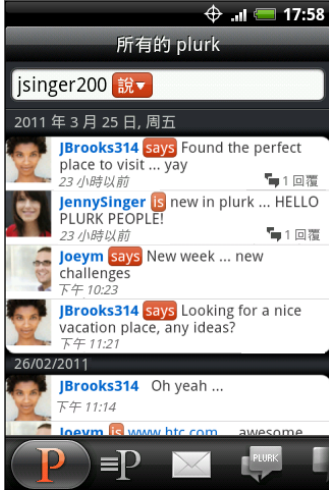 17:58
所有的 plurk
jsinger200 說
2011 年 3 月 25 日, 周五
JBrooks314 says Found the perfect
place to visit ... yay
23 小時以前 1 回覆
JennySinger is new in plurk ... HELLO
PLURK PEOPLE!
23 小時以前 1 回覆
Joeym says New week ... new
challenges
下午 10:23
JBrooks314 says Looking for a nice
vacation place, any ideas?
下午 11:21
26/02/2011
JBrooks314 Oh yeah ...
下午 11:14
Joeym is www.htc.com ... awesome
P
P
PLURK